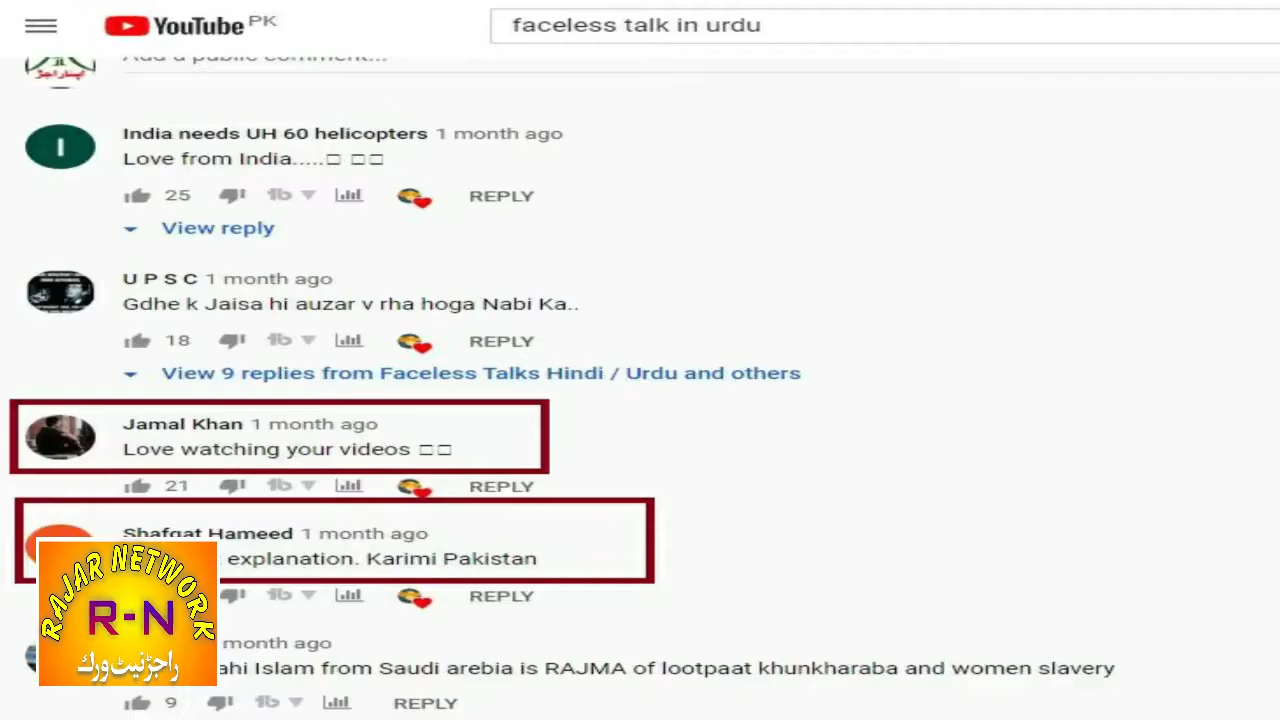 YouTube PK
faceless talk in urdu
Add a public comment...
اپنا راجڑ
I
India needs UH 60 helicopters 1 month ago
Love from India.....
25 REPLY
View reply
U P S C 1 month ago
Gdhe k Jaisa hi auzar v rha hoga Nabi Ka..
18 REPLY
View 9 replies from Faceless Talks Hindi / Urdu and others
Jamal Khan 1 month ago
Love watching your videos
21 REPLY
Shafqat Hameed 1 month ago
explanation. Karimi Pakistan
REPLY
month ago
ahi Islam from Saudi arebia is RAJMA of lootpaat khunkharaba and women slavery
9 REPLY
RAJAR NETWORK
R-N
راجڑ نیٹ ورک